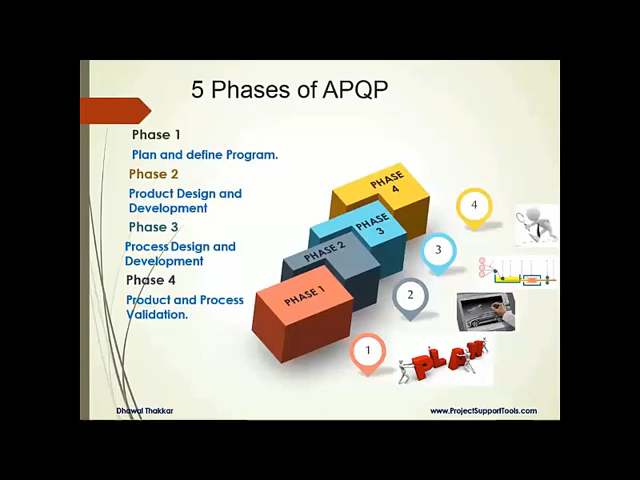 5 Phases of APQP
Phase 1
Plan and define Program.
Phase 2
Product Design and
Development
Phase 3
Process Design and
Development
Phase 4
Product and Process
Validation.
PHASE
4
PHASE
3
PHASE 2
PHASE 1
4
3
2
1
PLAN
Dhawal Thakkar
www.ProjectSupportTools.com